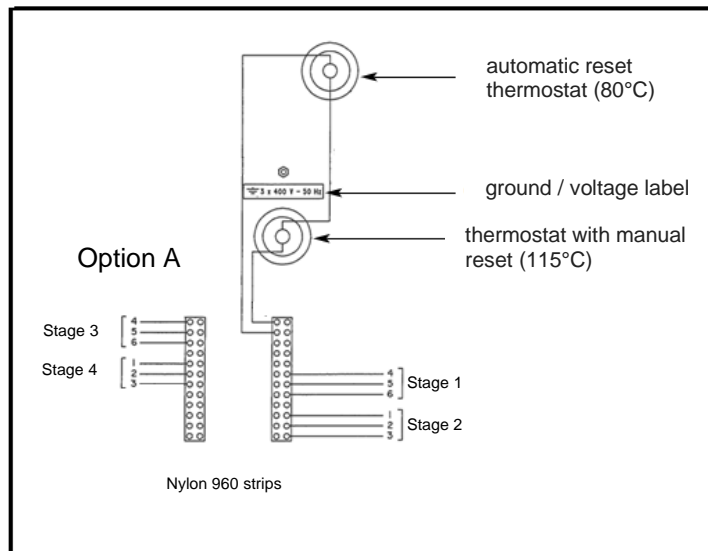 automatic reset
thermostat (80°C)
3 x 400 V - 50 Hz
ground / voltage label
thermostat with manual
reset (115°C)
Option A
Stage 3
4
5
6
Stage 4
1
2
3
4
5
6
Stage 1
1
2
3
Stage 2
Nylon 960 strips